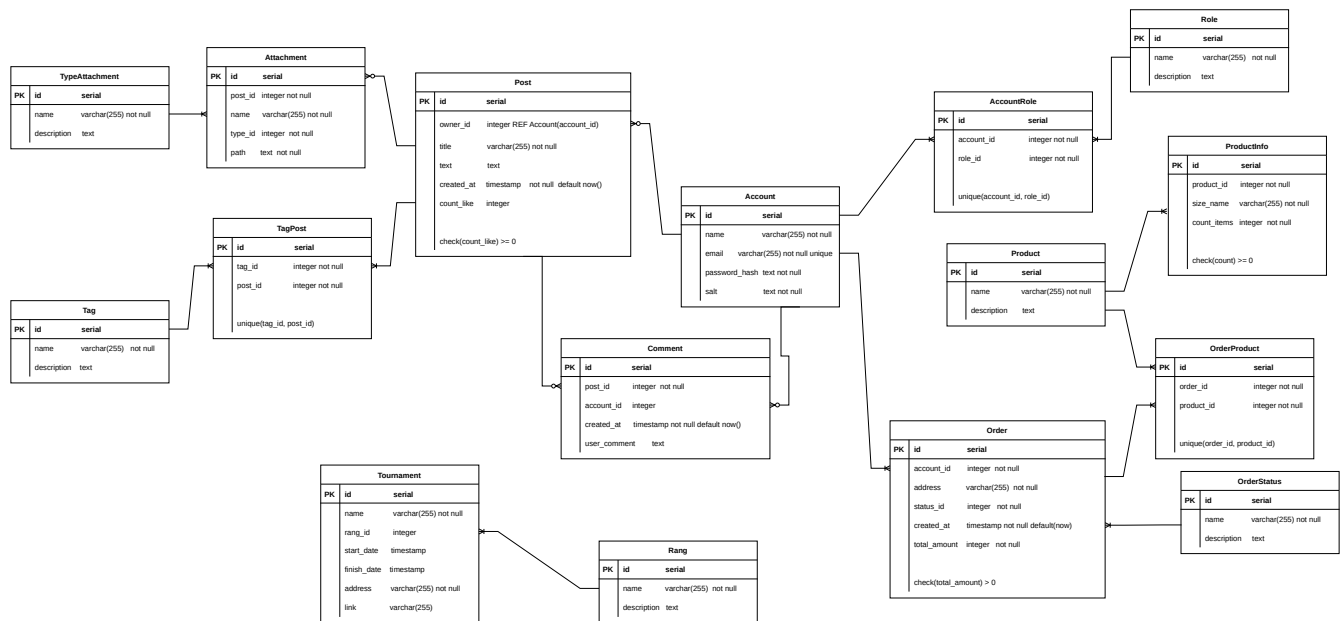 Role
PK id serial
name varchar(255) not null
description text
Attachment
PK id serial
post_id integer not null
name varchar(255) not null
type_id integer not null
path text not null
TypeAttachment
PK id serial
name varchar(255) not null
description text
Post
PK id serial
owner_id integer REF Account(account_id)
title varchar(255) not null
text text
created_at timestamp not null default now()
count_like integer
check(count_like) >= 0
AccountRole
PK id serial
account_id integer not null
role_id integer not null
unique(account_id, role_id)
ProductInfo
PK id serial
product_id integer not null
size_name varchar(255) not null
count_items integer not null
check(count) >= 0
Account
PK id serial
name varchar(255) not null
email varchar(255) not null unique
password_hash text not null
salt text not null
TagPost
PK id serial
tag_id integer not null
post_id integer not null
unique(tag_id, post_id)
Product
PK id serial
name varchar(255) not null
description text
Tag
PK id serial
name varchar(255) not null
description text
Comment
PK id serial
post_id integer not null
account_id integer
created_at timestamp not null default now()
user_comment text
OrderProduct
PK id serial
order_id integer not null
product_id integer not null
unique(order_id, product_id)
Order
PK id serial
account_id integer not null
address varchar(255) not null
status_id integer not null
created_at timestamp not null default(now)
total_amount integer not null
check(total_amount) > 0
OrderStatus
PK id serial
name varchar(255) not null
description text
Tournament
PK id serial
name varchar(255) not null
rang_id integer
start_date timestamp
finish_date timestamp
address varchar(255) not null
link varchar(255)
Rang
PK id serial
name varchar(255) not null
description text